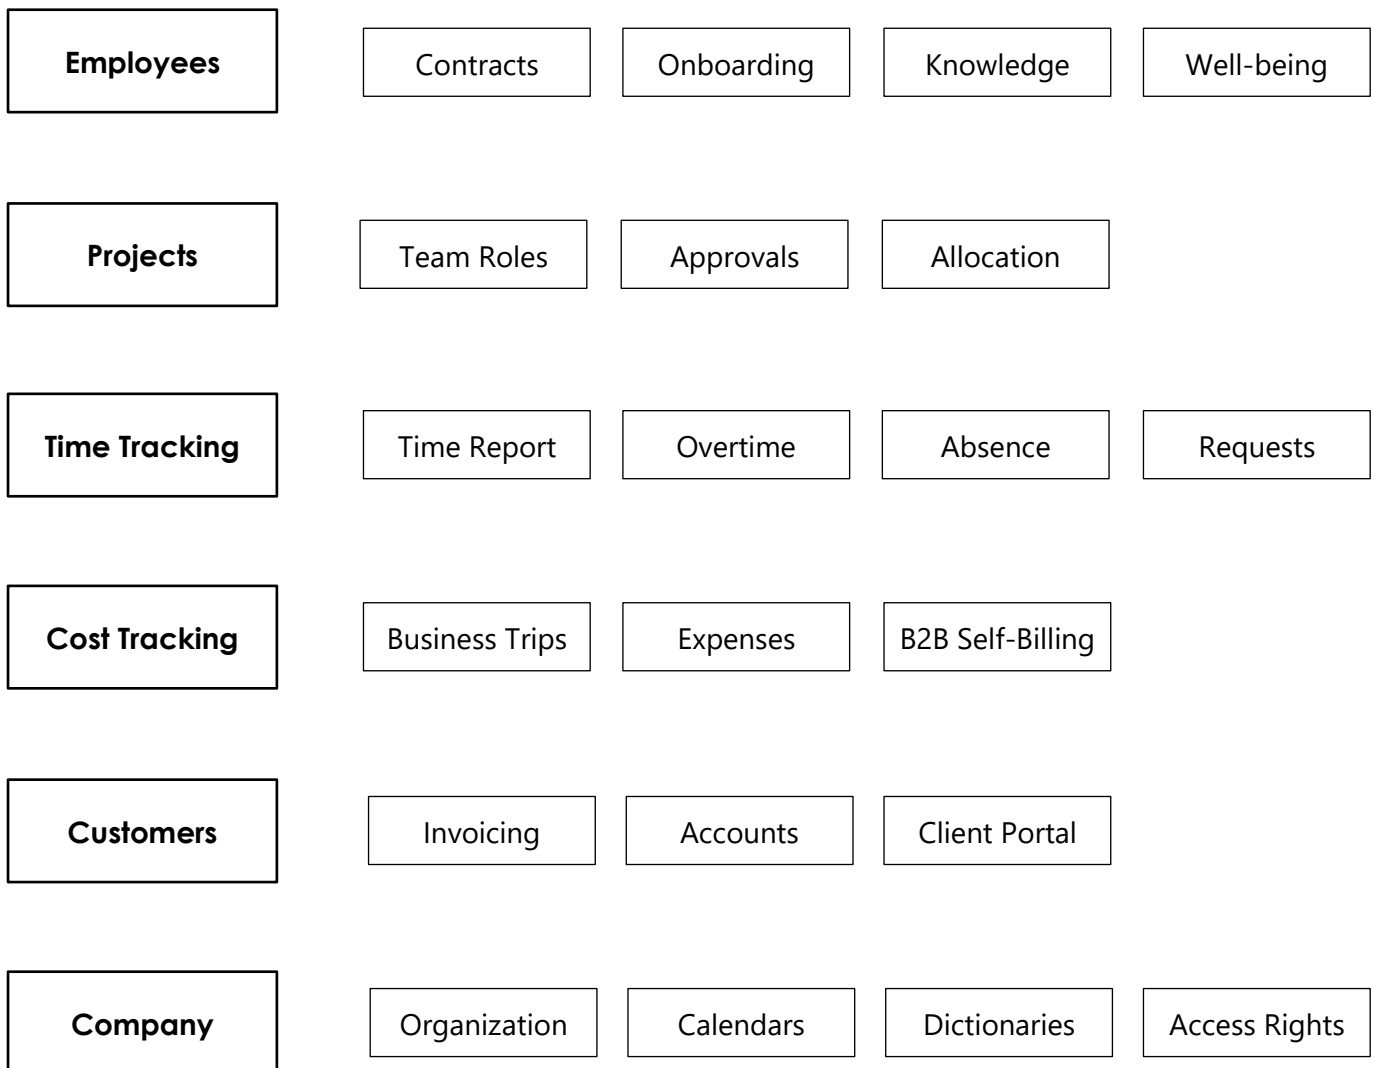 Employees
Contracts
Onboarding
Knowledge
Well-being
Projects
Team Roles
Approvals
Allocation
Time Tracking
Time Report
Overtime
Absence
Requests
Cost Tracking
Business Trips
Expenses
B2B Self-Billing
Customers
Invoicing
Accounts
Client Portal
Company
Organization
Calendars
Dictionaries
Access Rights